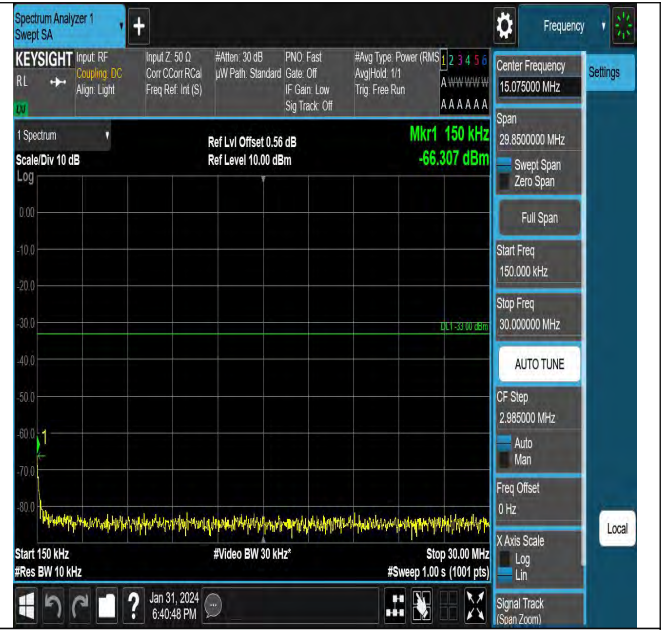 Spectrum Analyzer 1
Swept SA
+
Frequency
KEYSIGHT
RL
Input: RF
Coupling: DC
Align: Light
Input Z: 50 Ω
Corr CCorr RCal
Freq Ref: Int (S)
#Atten: 30 dB
µW Path: Standard
PNO: Fast
Gate: Off
IF Gain: Low
Sig Track: Off
#Avg Type: Power (RMS
Avg|Hold: 1/1
Trig: Free Run
1 2 3 4 5 6
A W W W W W
A A A A A A
1 Spectrum
Scale/Div 10 dB
Log
Ref Lvl Offset 0.56 dB
Ref Level 10.00 dBm
Mkr1 150 kHz
-66.307 dBm
0.00
-10.0
-20.0
-30.0
DL1 -33.00 dBm
-40.0
-50.0
-60.0
1
-70.0
-80.0
Start 150 kHz
#Res BW 10 kHz
#Video BW 30 kHz*
Stop 30.00 MHz
#Sweep 1.00 s (1001 pts)
?
Jan 31, 2024
6:40:48 PM
Center Frequency
15.075000 MHz
Settings
Span
29.8500000 MHz
Swept Span
Zero Span
Full Span
Start Freq
150.000 kHz
Stop Freq
30.000000 MHz
AUTO TUNE
CF Step
2.985000 MHz
Auto
Man
Freq Offset
0 Hz
X Axis Scale
Log
Lin
Local
Signal Track
(Span Zoom)